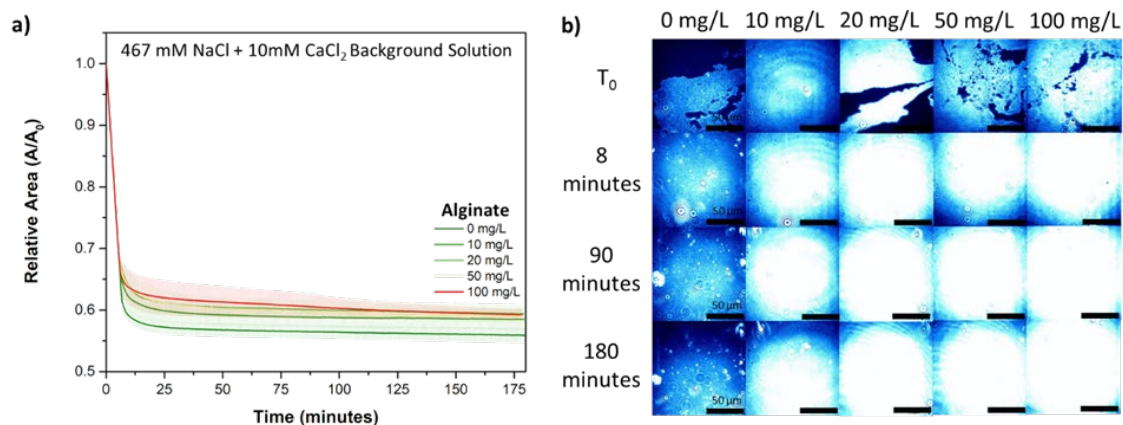 a)
467 mM NaCl + 10mM CaCl₂ Background Solution
1.0
0.9
0.8
0.7
0.6
0.5
Relative Area (A/A₀)
0 25 50 75 100 125 150 175
Time (minutes)
Alginate
0 mg/L
10 mg/L
20 mg/L
50 mg/L
100 mg/L
b)
0 mg/L 10 mg/L 20 mg/L 50 mg/L 100 mg/L
T₀
50 µm
8
minutes
50 µm
90
minutes
50 µm
180
minutes
50 µm